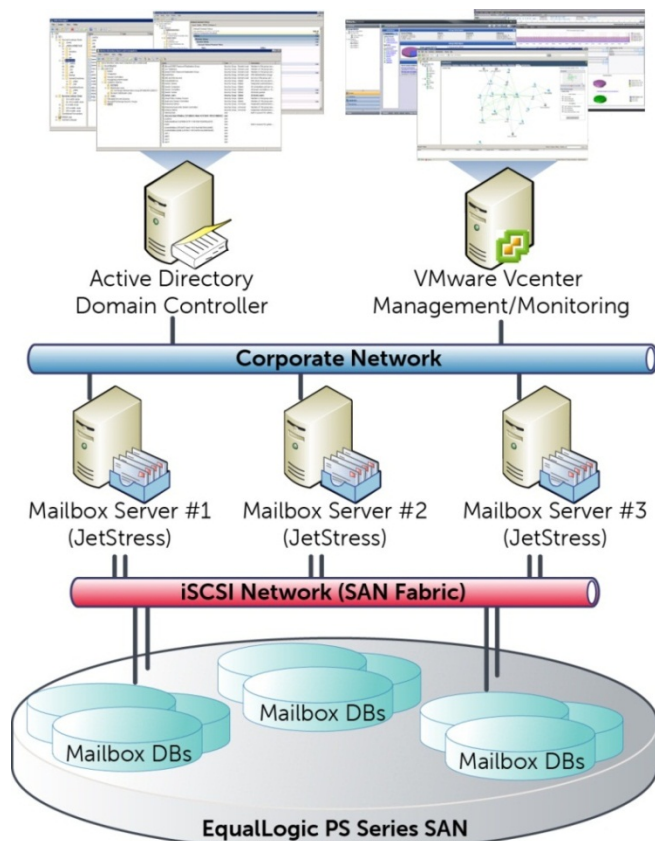 Active Directory
Domain Controller
VMware Vcenter
Management/Monitoring
Corporate Network
Mailbox Server #1
(JetStress)
Mailbox Server #2
(JetStress)
Mailbox Server #3
(JetStress)
iSCSI Network (SAN Fabric)
Mailbox DBs
Mailbox DBs
Mailbox DBs
EqualLogic PS Series SAN